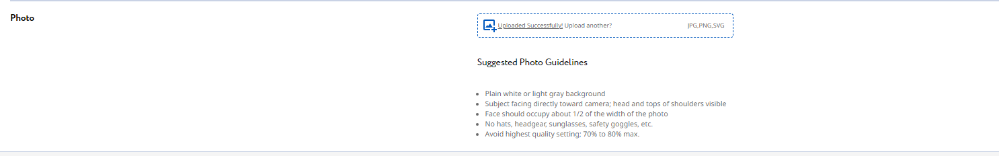 Photo
Uploaded Successfully! Upload another? JPG,PNG,SVG
Suggested Photo Guidelines
• Plain white or light gray background
• Subject facing directly toward camera; head and tops of shoulders visible
• Face should occupy about 1/2 of the width of the photo
• No hats, headgear, sunglasses, safety goggles, etc.
• Avoid highest quality setting; 70% to 80% max.